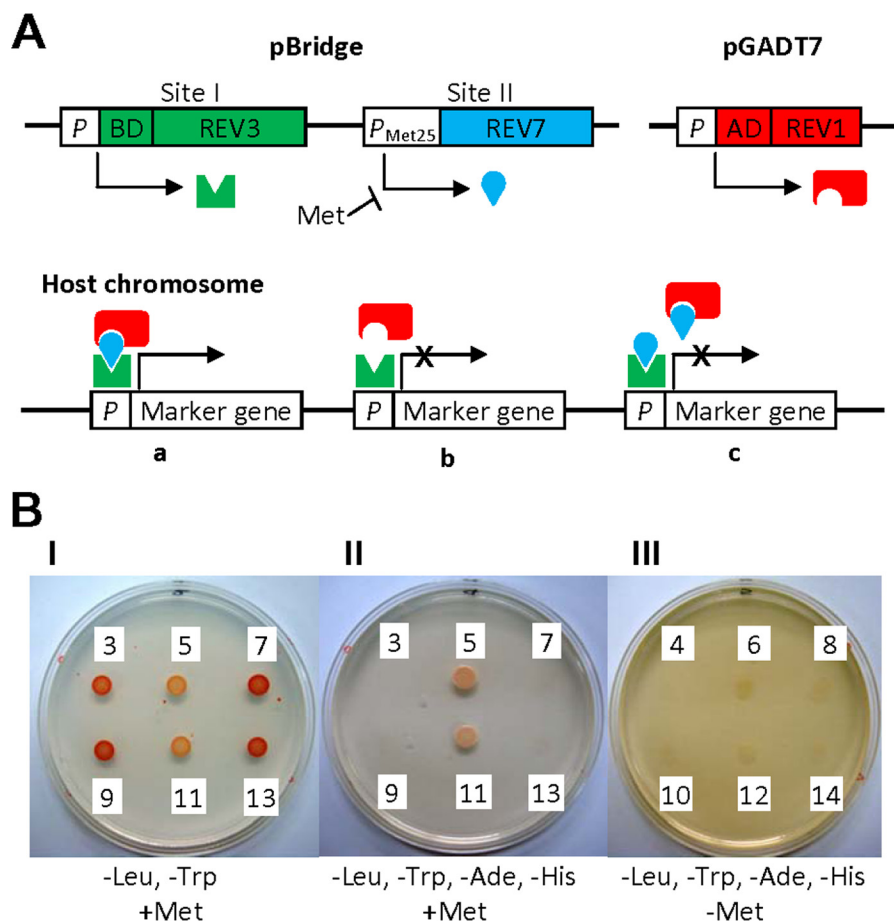 A
pBridge pGADT7
Site I Site II
P BD REV3 PMet25 REV7 P AD REV1
Met
Host chromosome
X X
P Marker gene P Marker gene P Marker gene
a b c
B
I II III
3 5 7 3 5 7 4 6 8
9 11 13 9 11 13 10 12 14
-Leu, -Trp -Leu, -Trp, -Ade, -His -Leu, -Trp, -Ade, -His
+Met +Met -Met